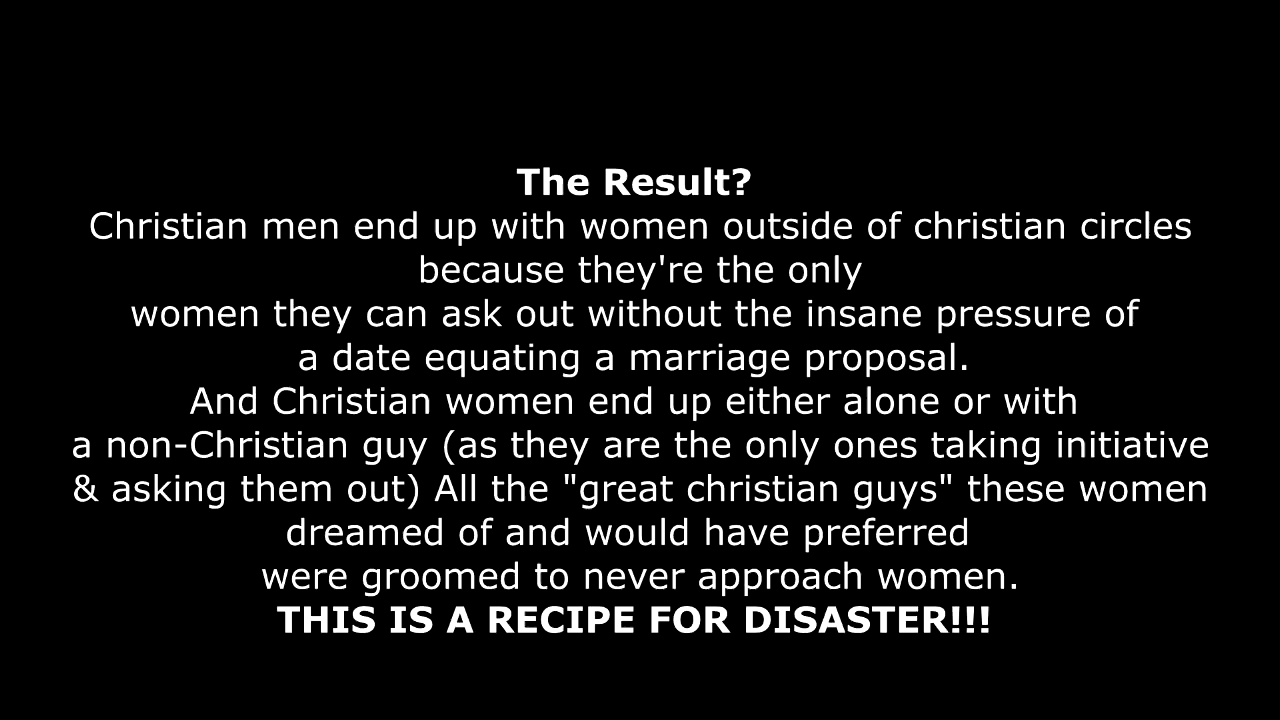 The Result?
Christian men end up with women outside of christian circles
because they're the only
women they can ask out without the insane pressure of
a date equating a marriage proposal.
And Christian women end up either alone or with
a non-Christian guy (as they are the only ones taking initiative
& asking them out) All the "great christian guys" these women
dreamed of and would have preferred
were groomed to never approach women.
THIS IS A RECIPE FOR DISASTER!!!